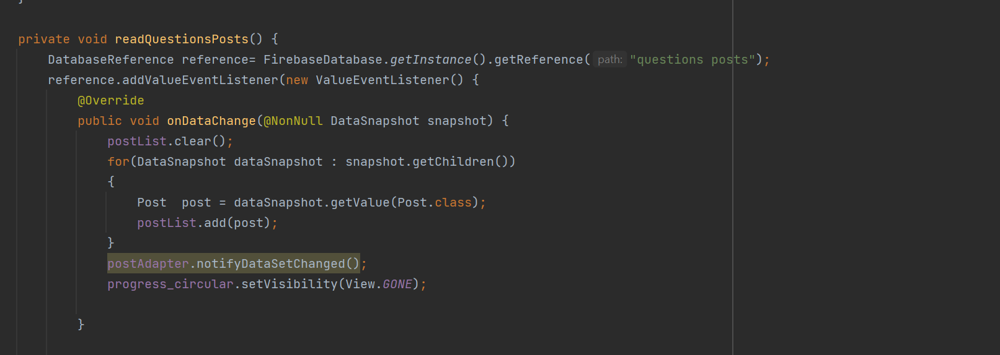 }
private void readQuestionsPosts() {
DatabaseReference reference= FirebaseDatabase.getInstance().getReference( path: "questions posts");
reference.addValueEventListener(new ValueEventListener() {
@Override
public void onDataChange(@NonNull DataSnapshot snapshot) {
postList.clear();
for(DataSnapshot dataSnapshot : snapshot.getChildren())
{
Post  post = dataSnapshot.getValue(Post.class);
postList.add(post);
}
postAdapter.notifyDataSetChanged();
progress_circular.setVisibility(View.GONE);
}